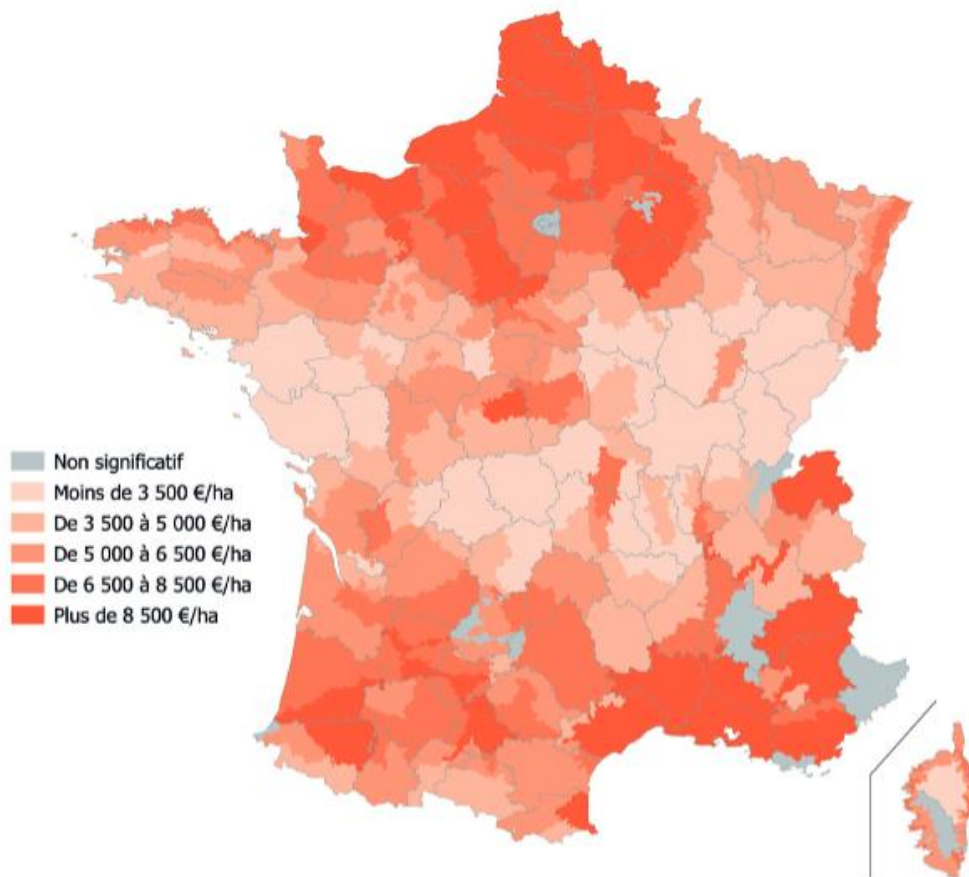 Non significatif
Moins de 3 500 €/ha
De 3 500 à 5 000 €/ha
De 5 000 à 6 500 €/ha
De 6 500 à 8 500 €/ha
Plus de 8 500 €/ha